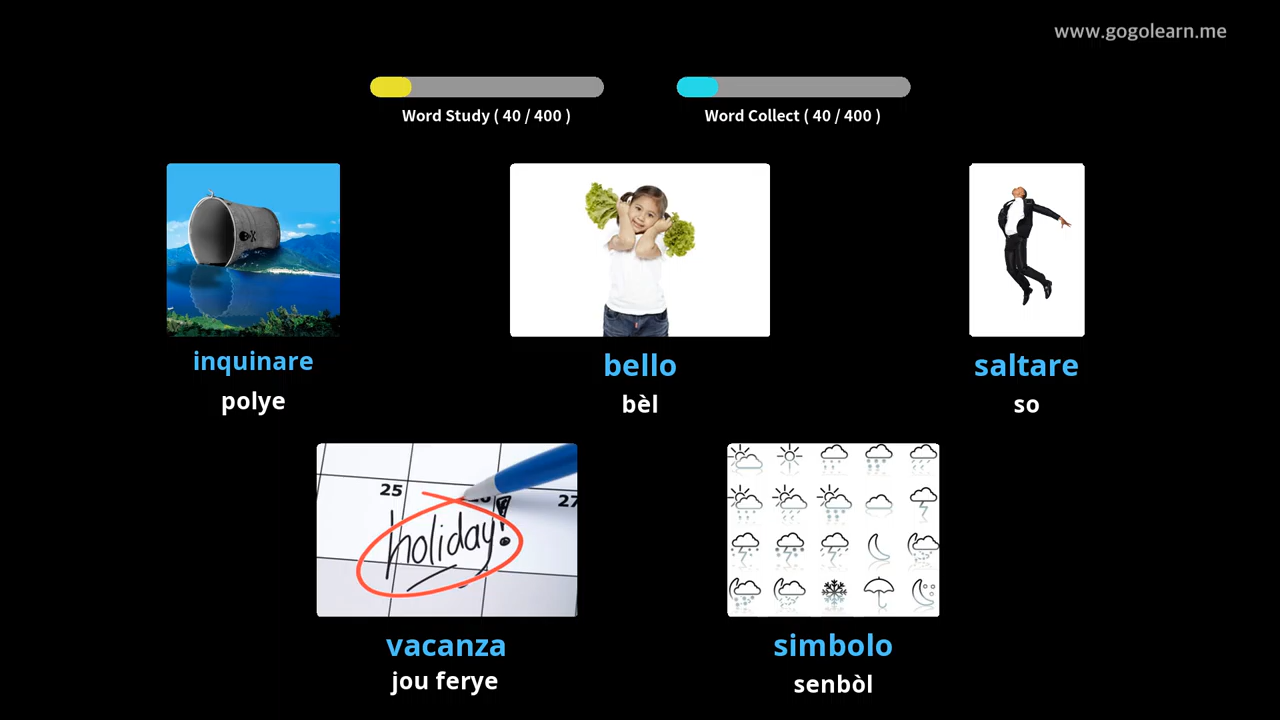 www.gogolearn.me
Word Study ( 40 / 400 )
Word Collect ( 40 / 400 )
inquinare
polye
bello
bèl
saltare
so
25
27
holiday!
vacanza
jou ferye
simbolo
senbòl